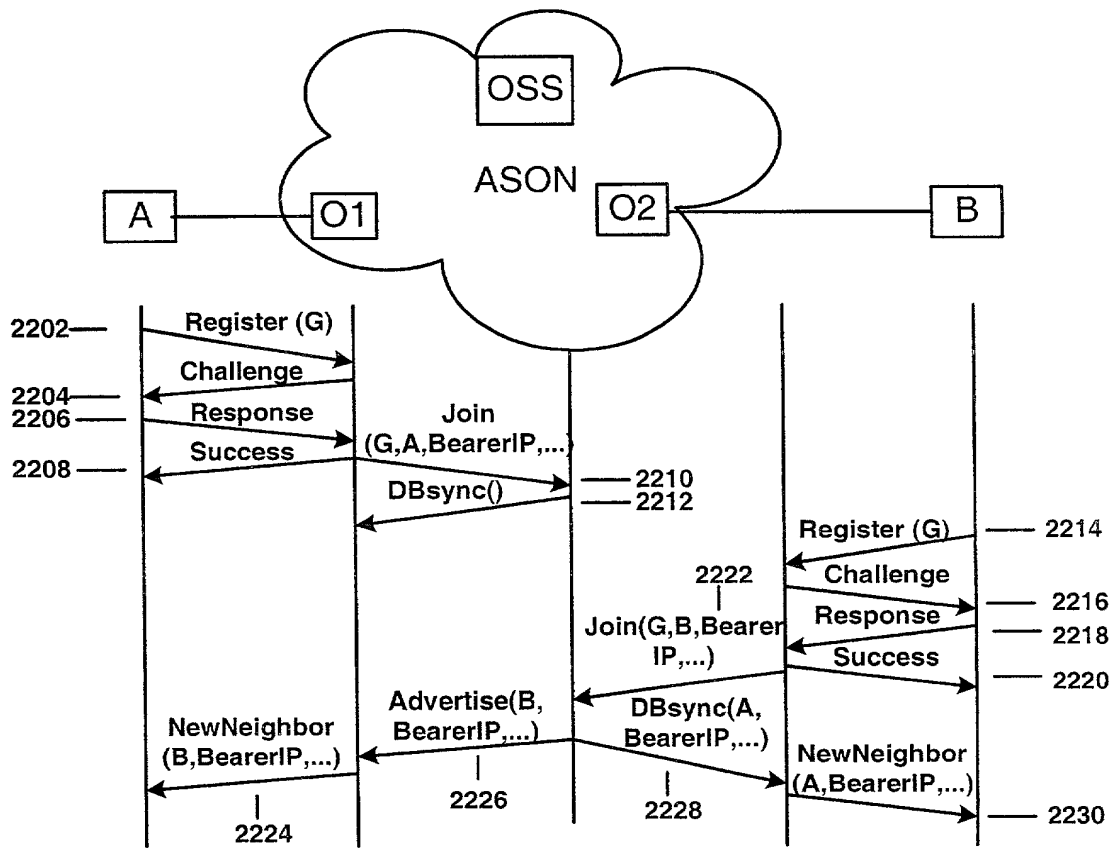 OSS
ASON
A
O1
O2
B
2202
Register (G)
Challenge
2204
2206
Response
Join
(G,A,BearerIP,...)
Success
2208
2210
DBsync()
2212
Register (G)
2214
2222
Challenge
2216
Join(G,B,Bearer
IP,...)
Response
2218
Success
2220
Advertise(B,
BearerIP,...)
DBsync(A,
BearerIP,...)
NewNeighbor
(B,BearerIP,...)
NewNeighbor
(A,BearerIP,...)
2226
2228
2230
2224